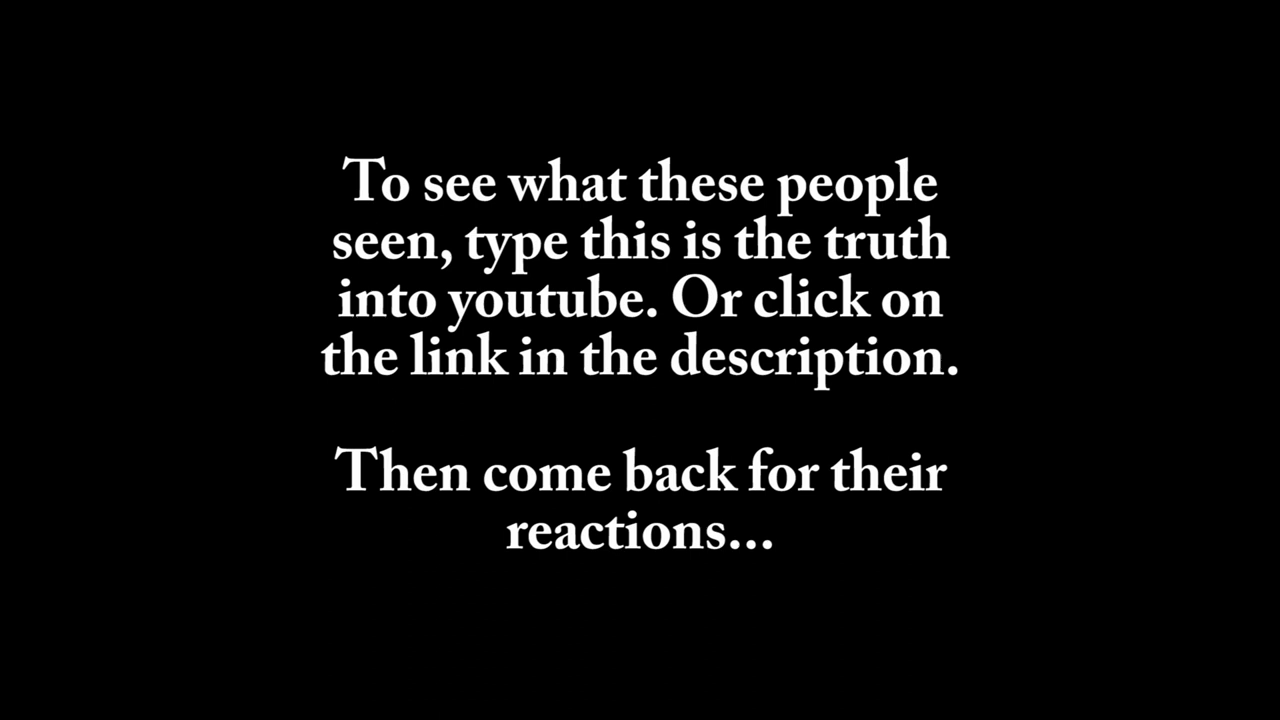 To see what these people
seen, type this is the truth
into youtube. Or click on
the link in the description.
Then come back for their
reactions...